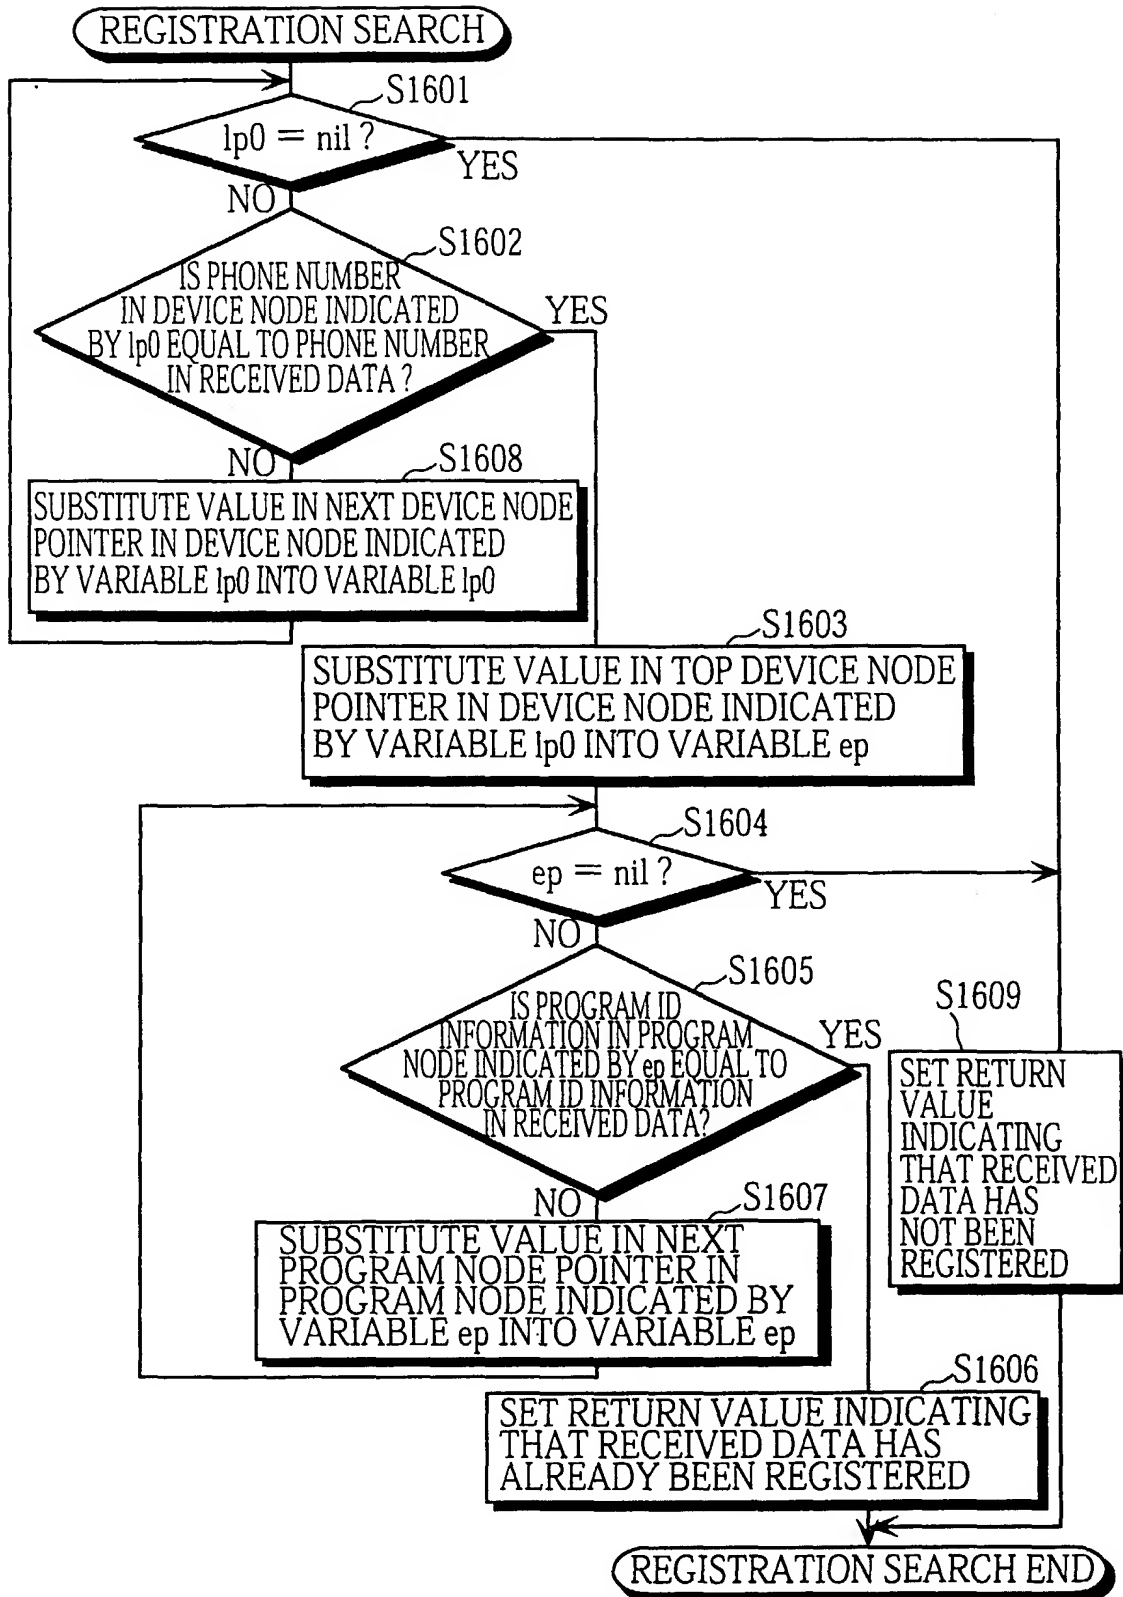 REGISTRATION SEARCH
S1601
lp0 = nil ?
YES
NO
S1602
IS PHONE NUMBER
IN DEVICE NODE INDICATED
BY lp0 EQUAL TO PHONE NUMBER
IN RECEIVED DATA ?
YES
NO
S1608
SUBSTITUTE VALUE IN NEXT DEVICE NODE
POINTER IN DEVICE NODE INDICATED
BY VARIABLE lp0 INTO VARIABLE lp0
S1603
SUBSTITUTE VALUE IN TOP DEVICE NODE
POINTER IN DEVICE NODE INDICATED
BY VARIABLE lp0 INTO VARIABLE ep
S1604
ep = nil ?
YES
NO
S1605
IS PROGRAM ID
INFORMATION IN PROGRAM
NODE INDICATED BY ep EQUAL TO
PROGRAM ID INFORMATION
IN RECEIVED DATA?
YES
NO
S1609
SET RETURN
VALUE
INDICATING
THAT RECEIVED
DATA HAS
NOT BEEN
REGISTERED
S1607
SUBSTITUTE VALUE IN NEXT
PROGRAM NODE POINTER IN
PROGRAM NODE INDICATED BY
VARIABLE ep INTO VARIABLE ep
S1606
SET RETURN VALUE INDICATING
THAT RECEIVED DATA HAS
ALREADY BEEN REGISTERED
REGISTRATION SEARCH END